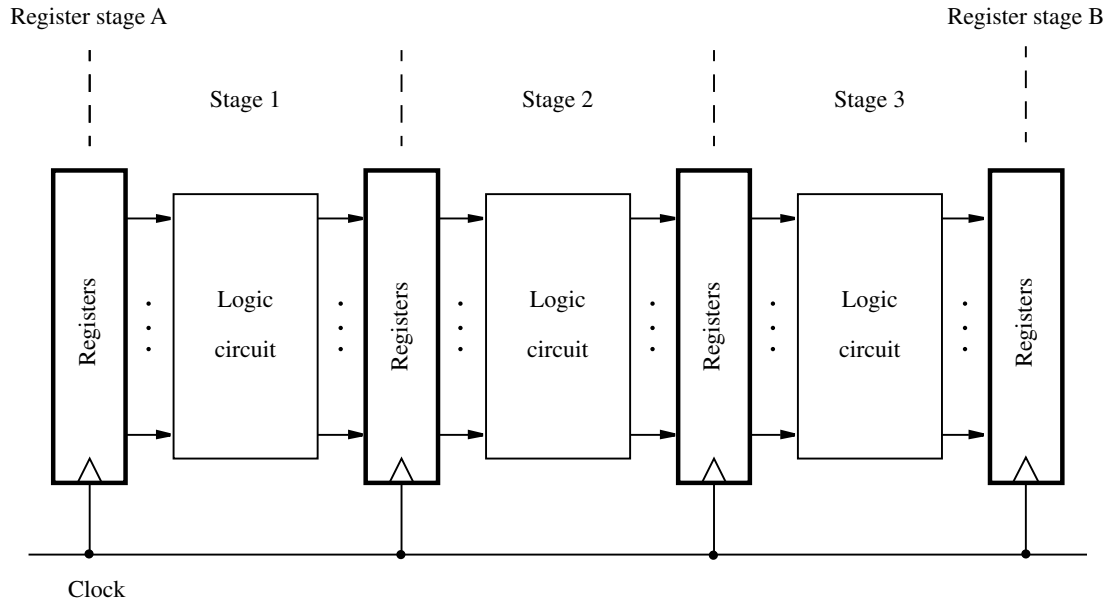 Register stage A
Register stage B
Stage 1
Stage 2
Stage 3
Registers
Logic
circuit
Registers
Logic
circuit
Registers
Logic
circuit
Registers
Clock